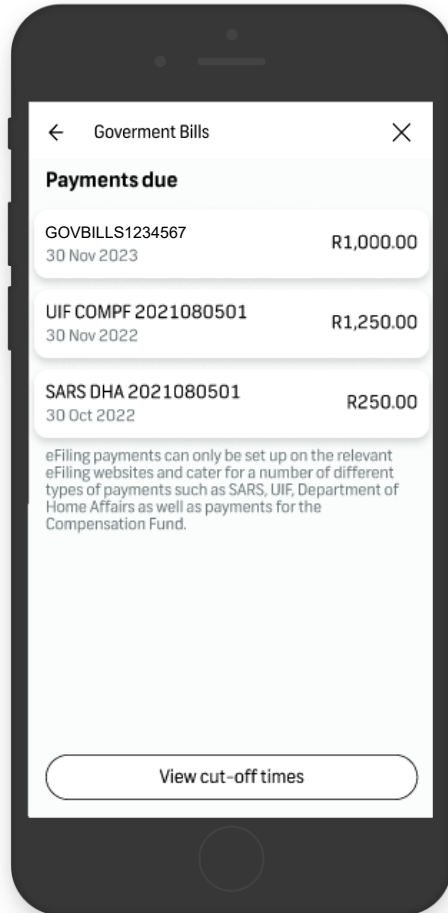 Goverment Bills
Payments due
GOVBILLS1234567
R1,000.00
30 Nov 2023
UIF COMPF 2021080501
R1,250.00
30 Nov 2022
SARS DHA 2021080501
R250.00
30 Oct 2022
eFiling payments can only be set up on the relevant
eFiling websites and cater for a number of different
types of payments such as SARS, UIF, Department of
Home Affairs as well as payments for the
Compensation Fund.
View cut-off times